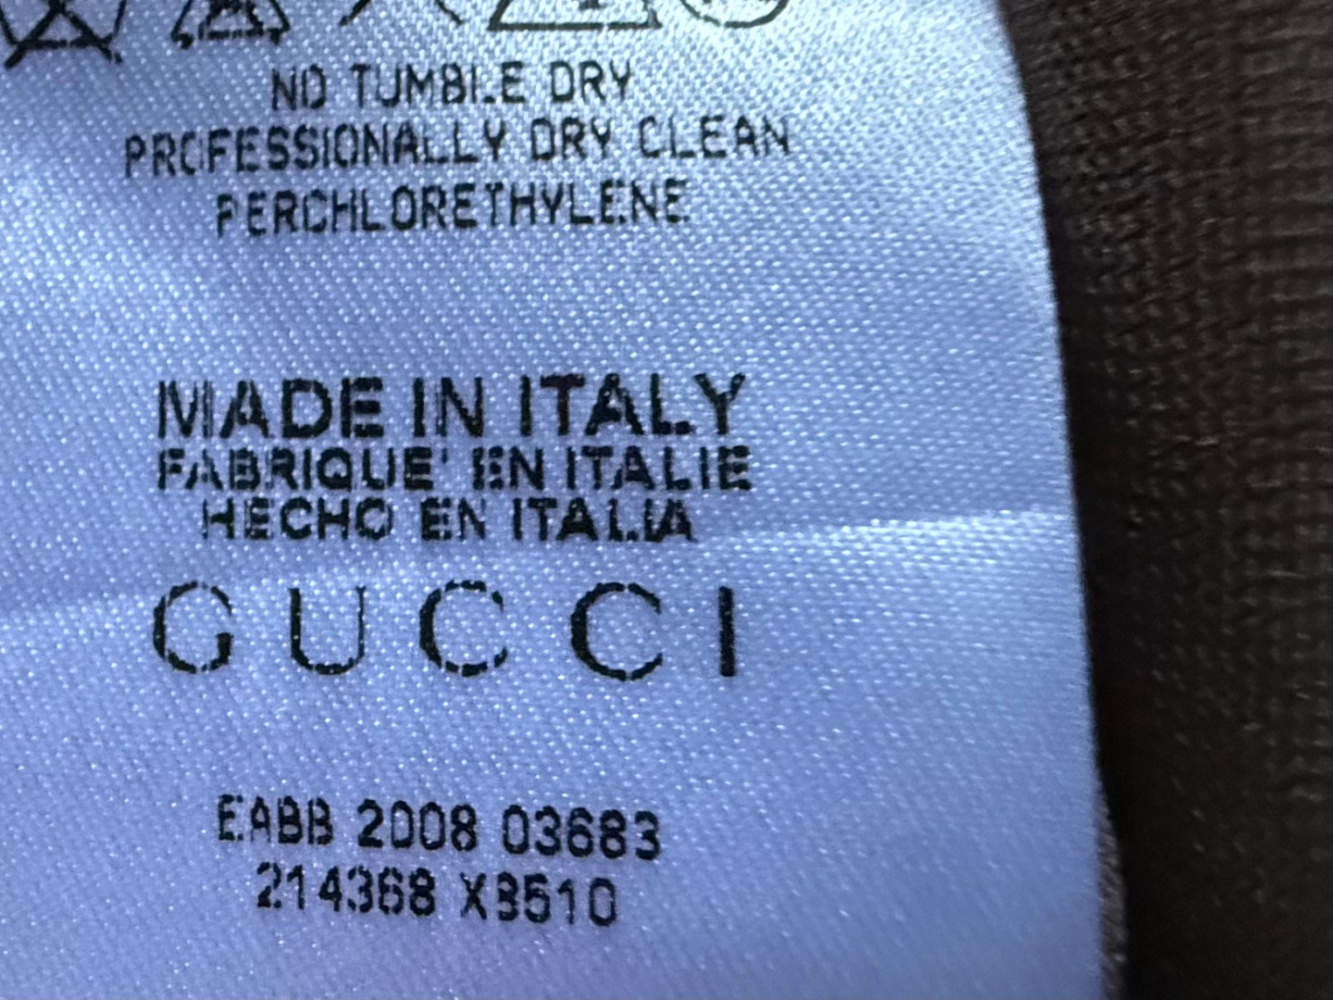 NO TUMBLE DRY
PROFESSIONALLY DRY CLEAN
PERCHLORETHYLENE
MADE IN ITALY
FABRIQUE' EN ITALIE
HECHO EN ITALIA
GUCCI
EABB 2008 03683
214368 X3510